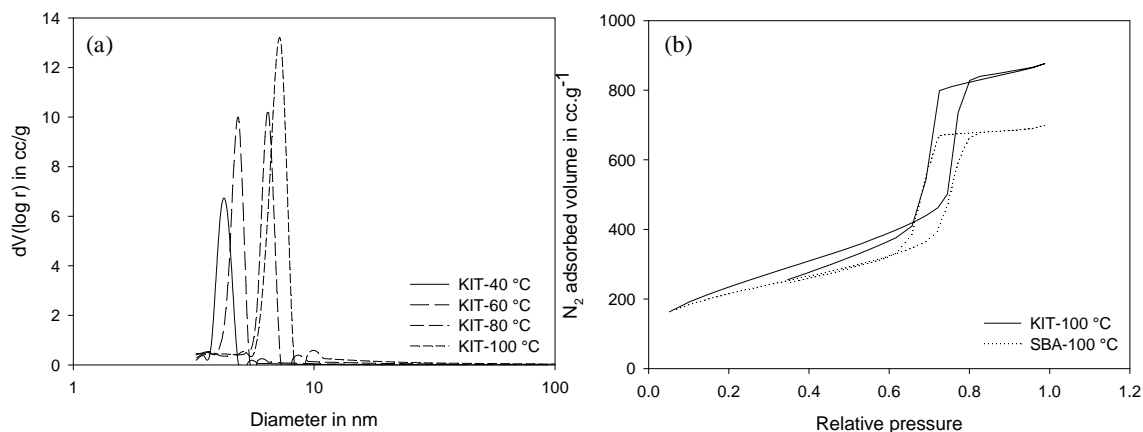 (a)
14
12
10
8
6
4
2
0
dV(log r) in cc/g
KIT-40 °C
KIT-60 °C
KIT-80 °C
KIT-100 °C
1
10
100
Diameter in nm
(b)
1000
800
600
400
200
0
N₂ adsorbed volume in cc.g⁻¹
KIT-100 °C
SBA-100 °C
0.0
0.2
0.4
0.6
0.8
1.0
1.2
Relative pressure